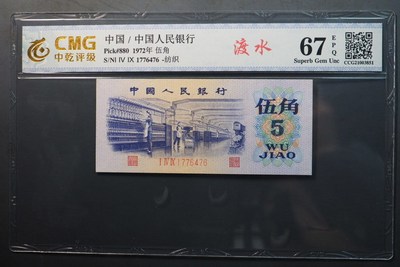 CMG
中乾评级
中国 / 中国人民银行
Pick#880 1972年 伍角
S/N I IV IX 1776476 -纺织
渡水
67 EPQ
Superb Gem Unc
CCG21803851
中国人民银行
伍角
5
WU
JIAO
I IV IX 1776476